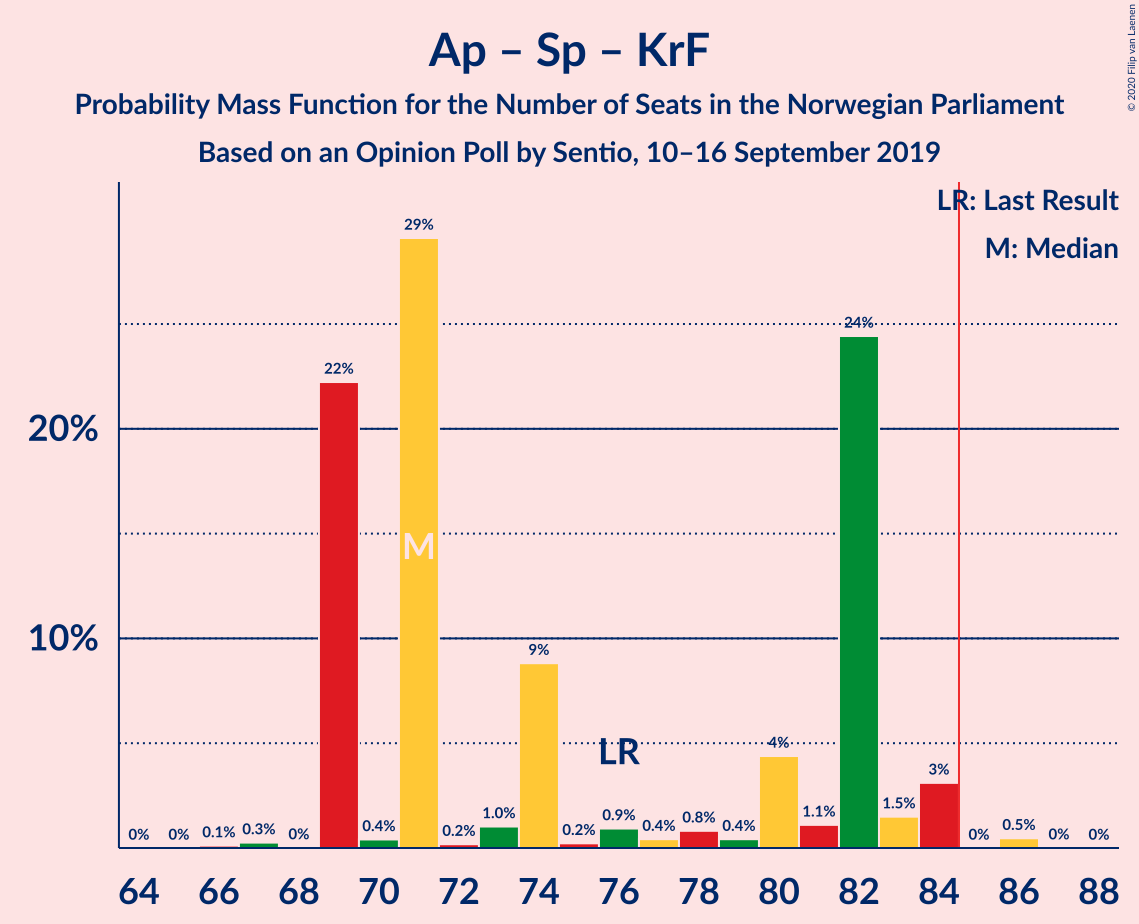 Ap – Sp – KrF
Probability Mass Function for the Number of Seats in the Norwegian Parliament
Based on an Opinion Poll by Sentio, 10–16 September 2019
© 2020 Filip van Laenen
LR: Last Result
M: Median
20%
10%
0% 0% 0.1% 0.3% 0% 22% 0.4% 29% 0.2% 1.0% 9% 0.2% 0.9% 0.4% 0.8% 0.4% 4% 1.1% 24% 1.5% 3% 0% 0.5% 0% 0%
M
LR
64 66 68 70 72 74 76 78 80 82 84 86 88